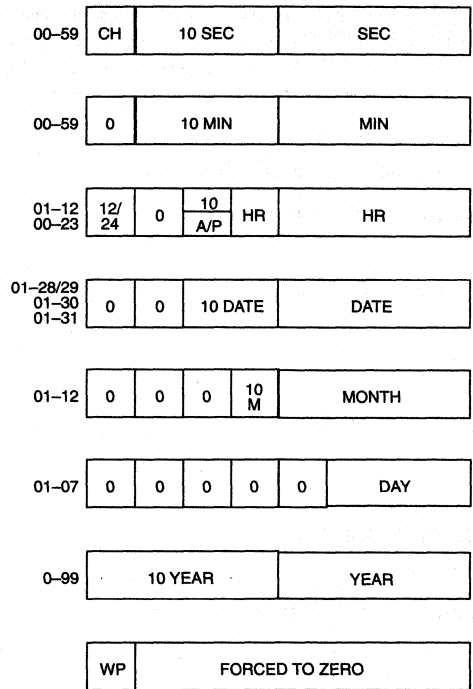 00–59 CH 10 SEC SEC
00–59 0 10 MIN MIN
01–12
00–23
12/
24
0
10
A/P
HR
HR
01–28/29
01–30
01–31
0 0 10 DATE DATE
01–12 0 0 0
10
M
MONTH
01–07 0 0 0 0 0 DAY
0–99 10 YEAR YEAR
WP FORCED TO ZERO